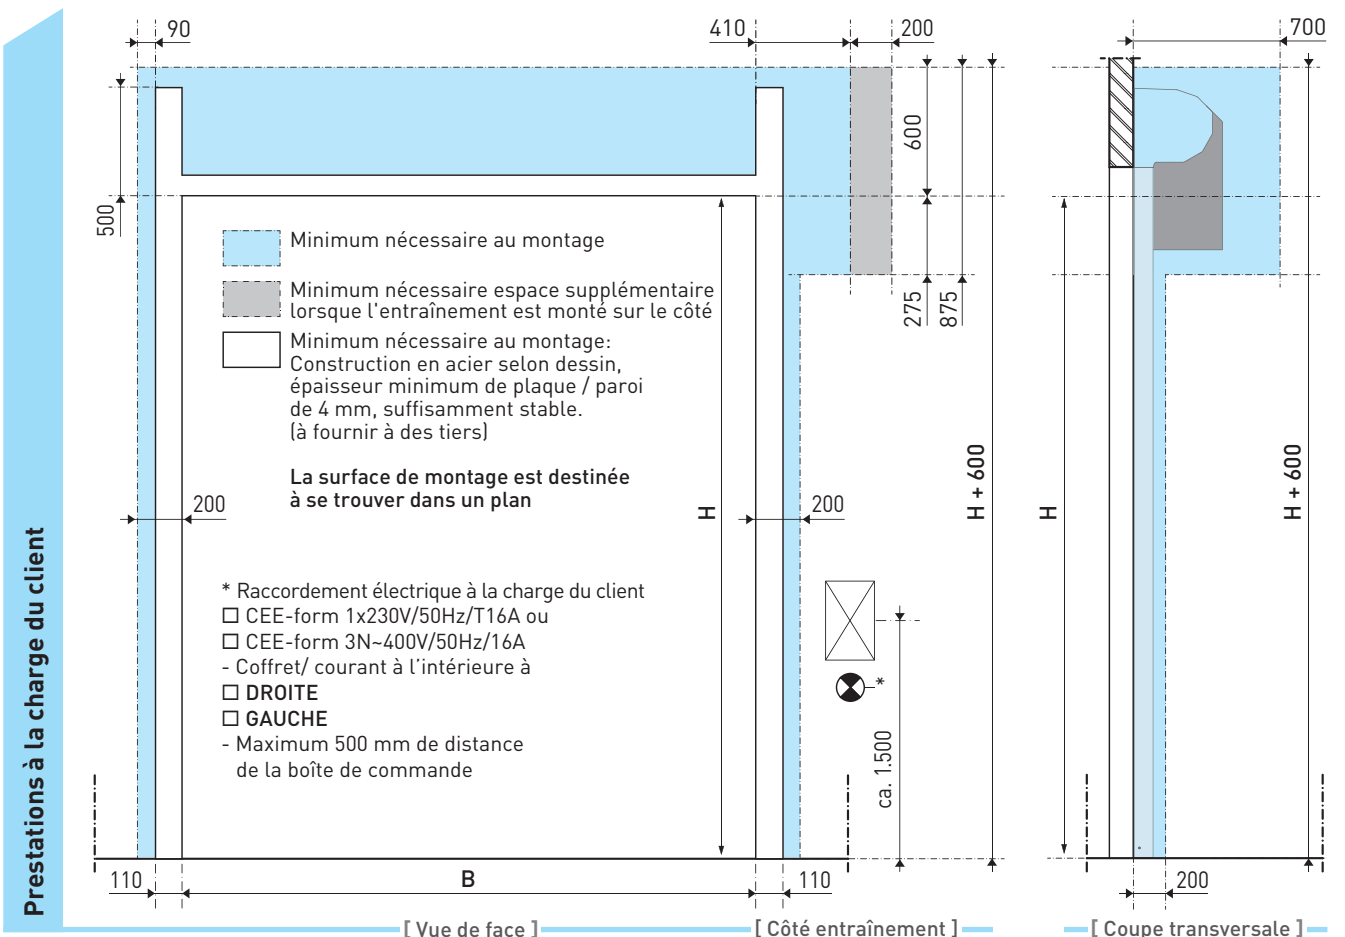 90
410
200
700
600
500
275
875
Minimum nécessaire au montage
Minimum nécessaire espace supplémentaire
lorsque l'entraînement est monté sur le côté
Minimum nécessaire au montage:
Construction en acier selon dessin,
épaisseur minimum de plaque / paroi
de 4 mm, suffisamment stable.
(à fournir à des tiers)
La surface de montage est destinée
à se trouver dans un plan
200
200
H
H + 600
H
H + 600
* Raccordement électrique à la charge du client
☐ CEE-form 1x230V/50Hz/T16A ou
☐ CEE-form 3N~400V/50Hz/16A
- Coffret/ courant à l'intérieure à
☐ DROITE
☐ GAUCHE
- Maximum 500 mm de distance
de la boîte de commande
*
ca. 1.500
110
B
110
200
Prestations à la charge du client
[ Vue de face ]
[ Côté entraînement ]
[ Coupe transversale ]